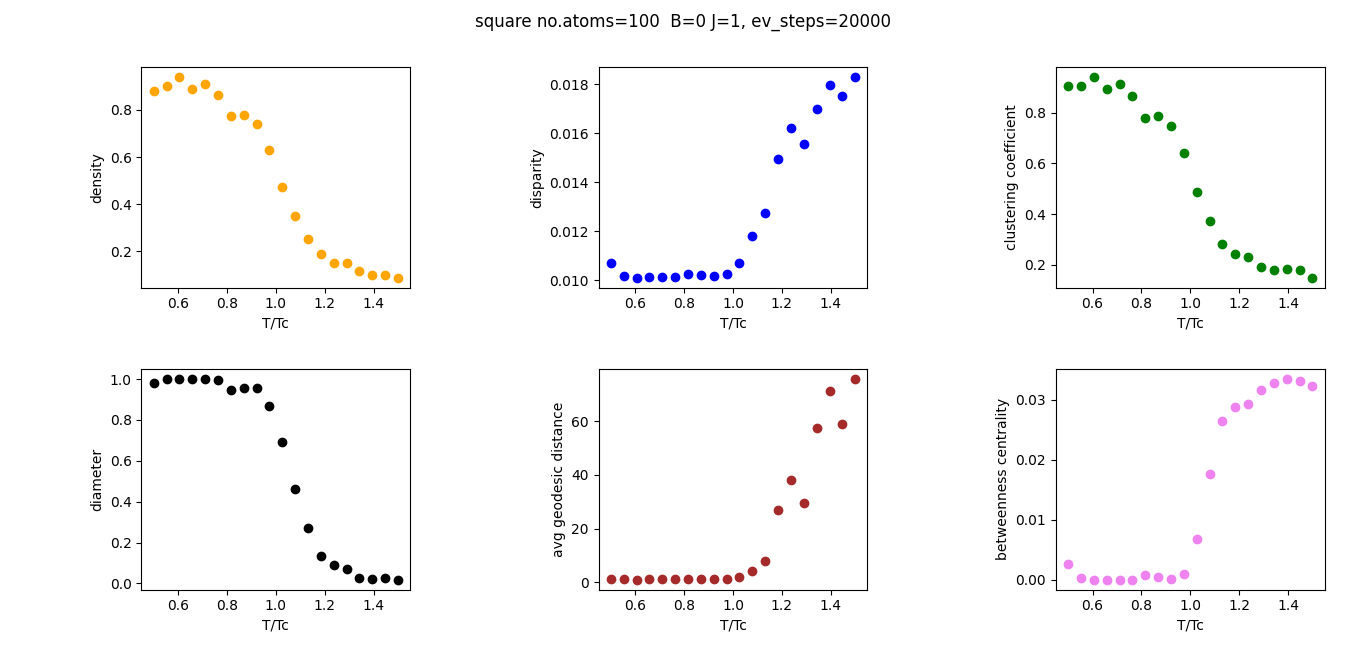 square no.atoms=100  B=0 J=1, ev_steps=20000
density
0.8
0.6
0.4
0.2
0.6 0.8 1.0 1.2 1.4
T/Tc
disparity
0.018
0.016
0.014
0.012
0.010
0.6 0.8 1.0 1.2 1.4
T/Tc
clustering coefficient
0.8
0.6
0.4
0.2
0.6 0.8 1.0 1.2 1.4
T/Tc
diameter
1.0
0.8
0.6
0.4
0.2
0.0
0.6 0.8 1.0 1.2 1.4
T/Tc
avg geodesic distance
60
40
20
0
0.6 0.8 1.0 1.2 1.4
T/Tc
betweenness centrality
0.03
0.02
0.01
0.00
0.6 0.8 1.0 1.2 1.4
T/Tc